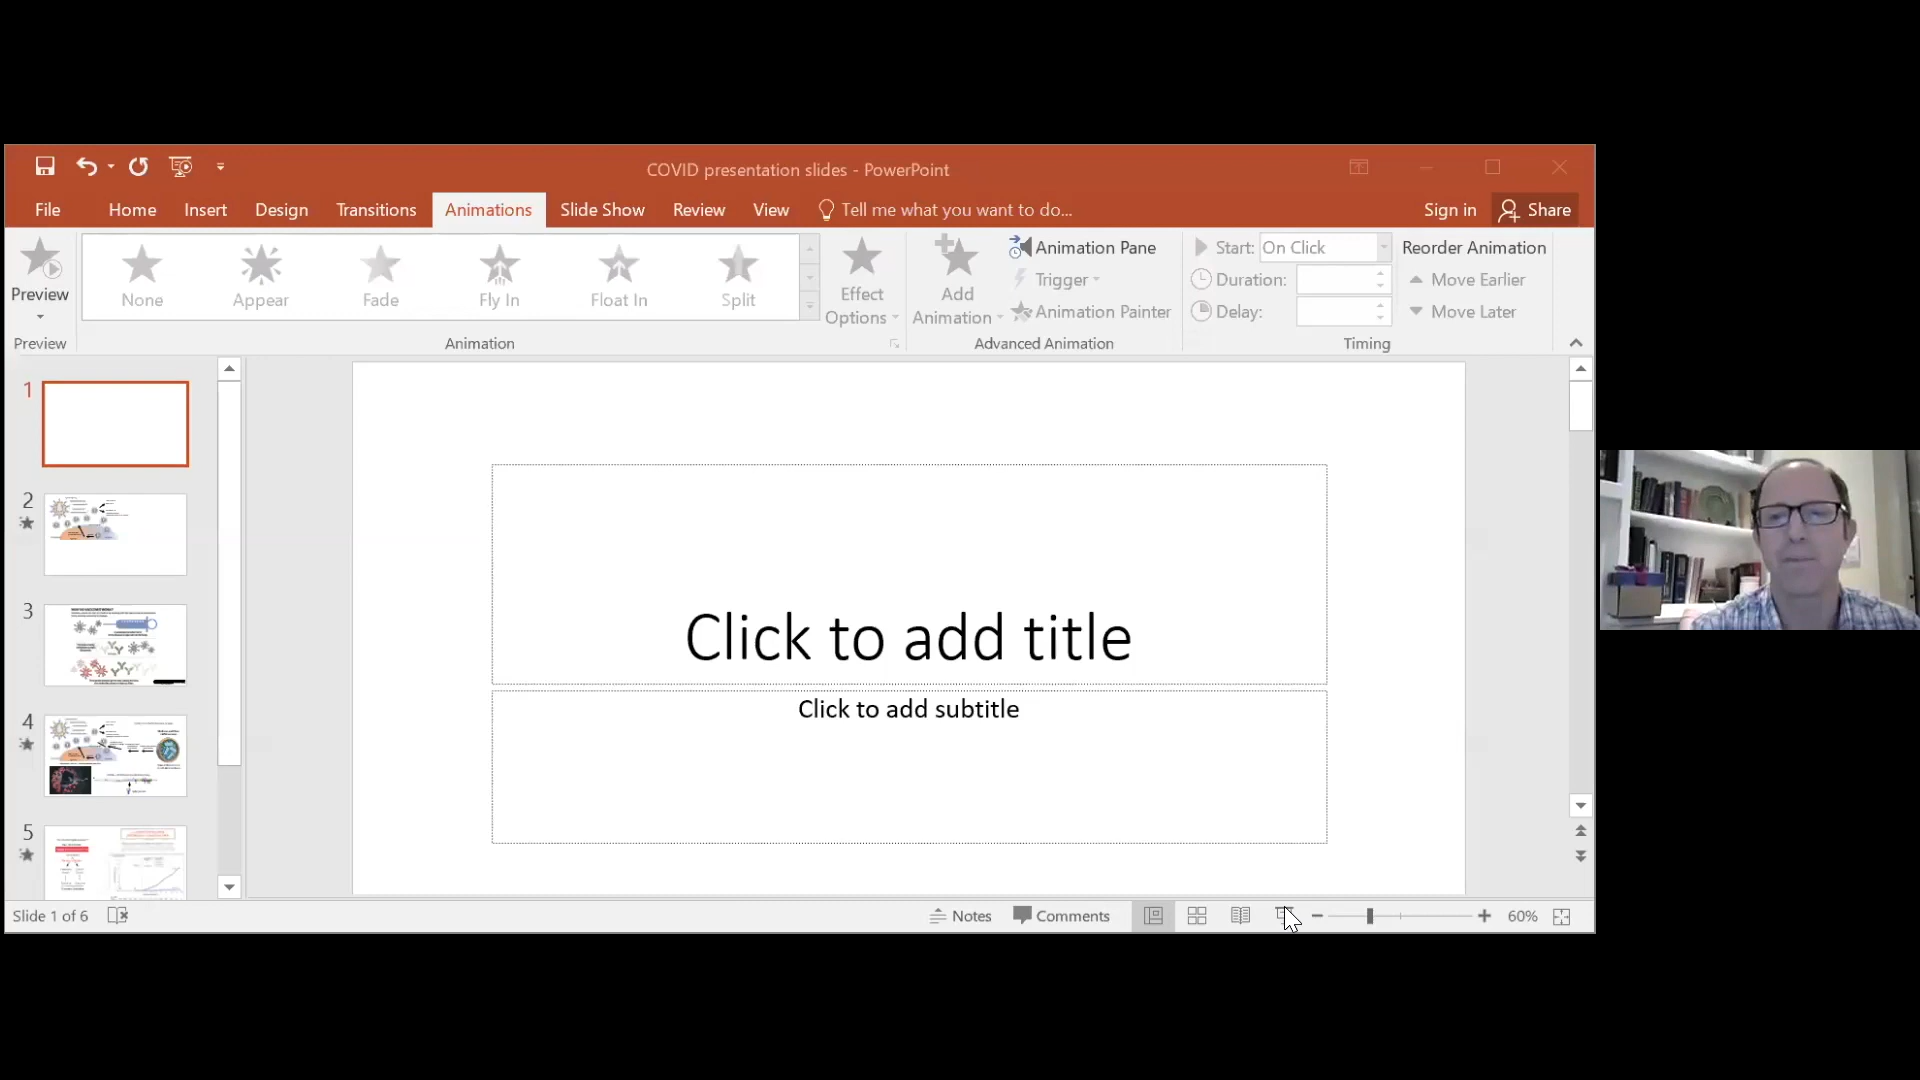 COVID presentation slides - PowerPoint
File Home Insert Design Transitions Animations Slide Show Review View Tell me what you want to do... Sign in Share
Preview
None Appear Fade Fly In Float In Split
Effect Options
Add Animation
Animation Pane
Trigger
Animation Painter
Start: On Click
Duration:
Delay:
Reorder Animation
Move Earlier
Move Later
Preview Animation Advanced Animation Timing
1
2
3
4
5
Click to add title
Click to add subtitle
Slide 1 of 6 Notes Comments 60%